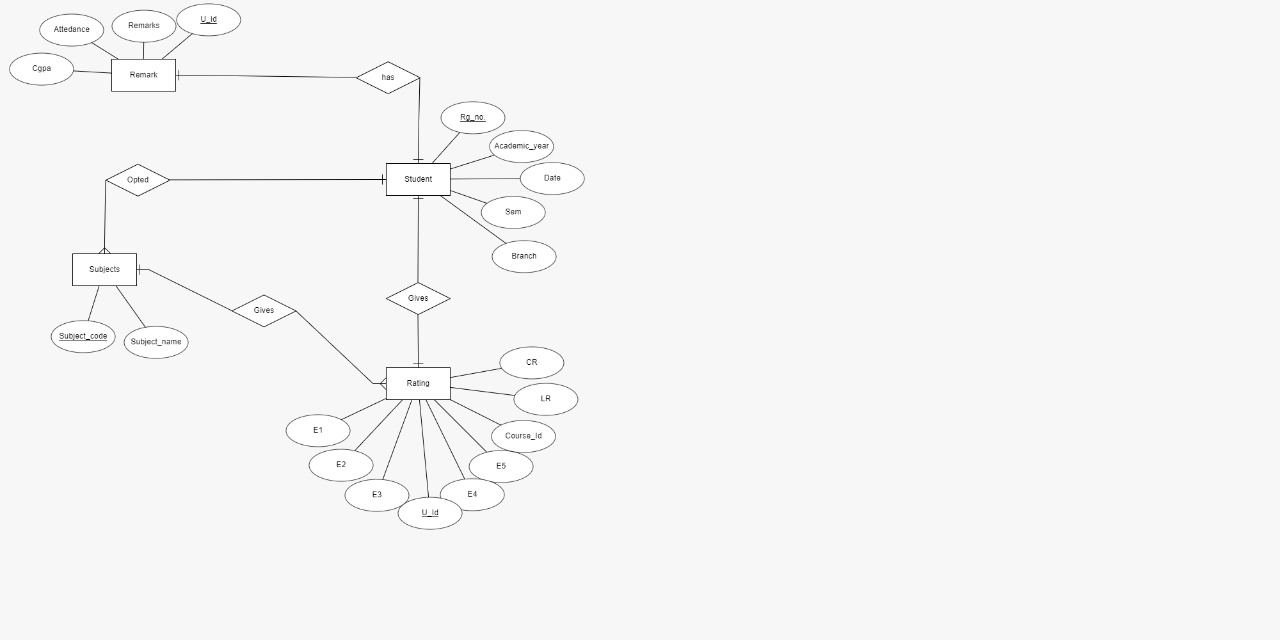 U_id
Remarks
Attedance
Cgpa
Remark
has
Rg_no.
Academic_year
Date
Student
Opted
Sem
Branch
Subjects
Gives
Gives
Subject_code
Subject_name
CR
Rating
LR
E1
Course_Id
E2
E5
E3
E4
U_Id